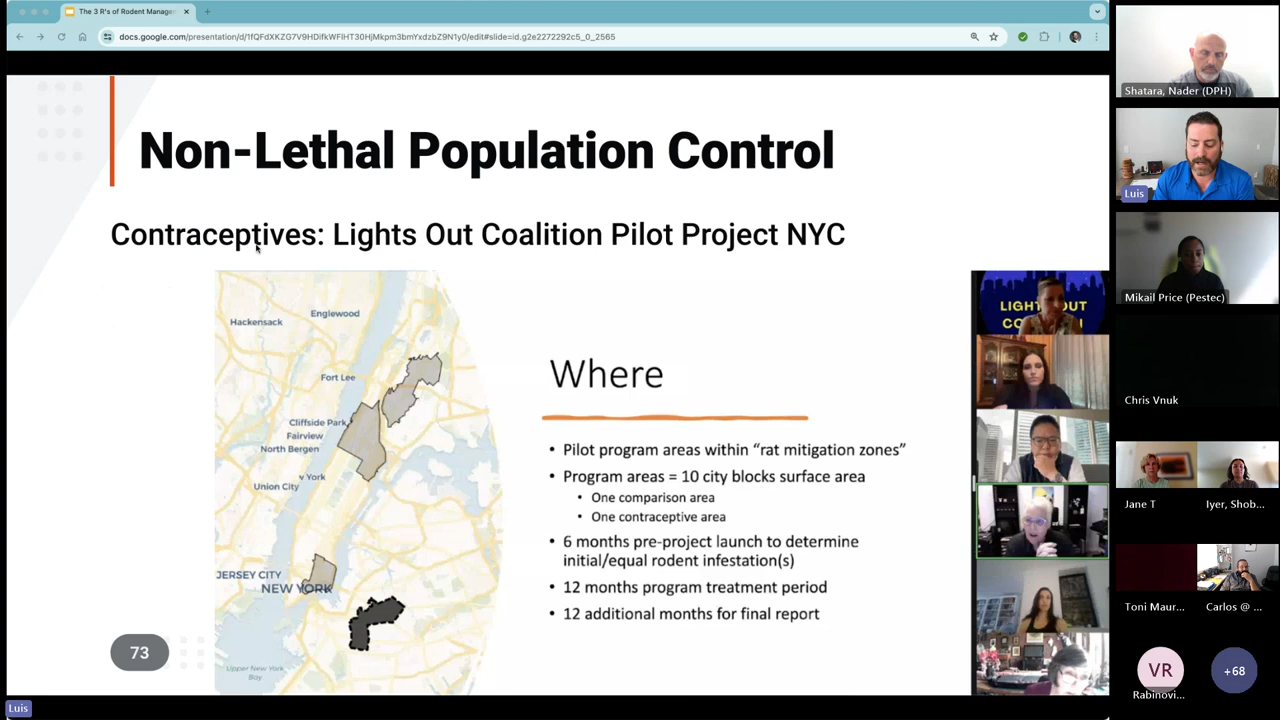 The 3 R's of Rodent Manager
docs.google.com/presentation/d/1fQFdXKZG7V9HDifkWFlHT30HjMkpm3bmYxdzbZ9N1y0/edit#slide=id.g2e2272292c5_0_2565
Non-Lethal Population Control
Contraceptives: Lights Out Coalition Pilot Project NYC
Hackensack
Englewood
Fort Lee
Cliffside Park
Fairview
North Bergen
Union City
JERSEY CITY
NEW YORK
Upper New York
Bay
Where
• Pilot program areas within “rat mitigation zones”
• Program areas = 10 city blocks surface area
• One comparison area
• One contraceptive area
• 6 months pre-project launch to determine
initial/equal rodent infestation(s)
• 12 months program treatment period
• 12 additional months for final report
73
Luis
Shatara, Nader (DPH)
Luis
Mikail Price (Pestec)
Chris Vnuk
Jane T
Iyer, Shob...
Toni Maur...
Carlos @ ...
VR
Rabinovi...
+68